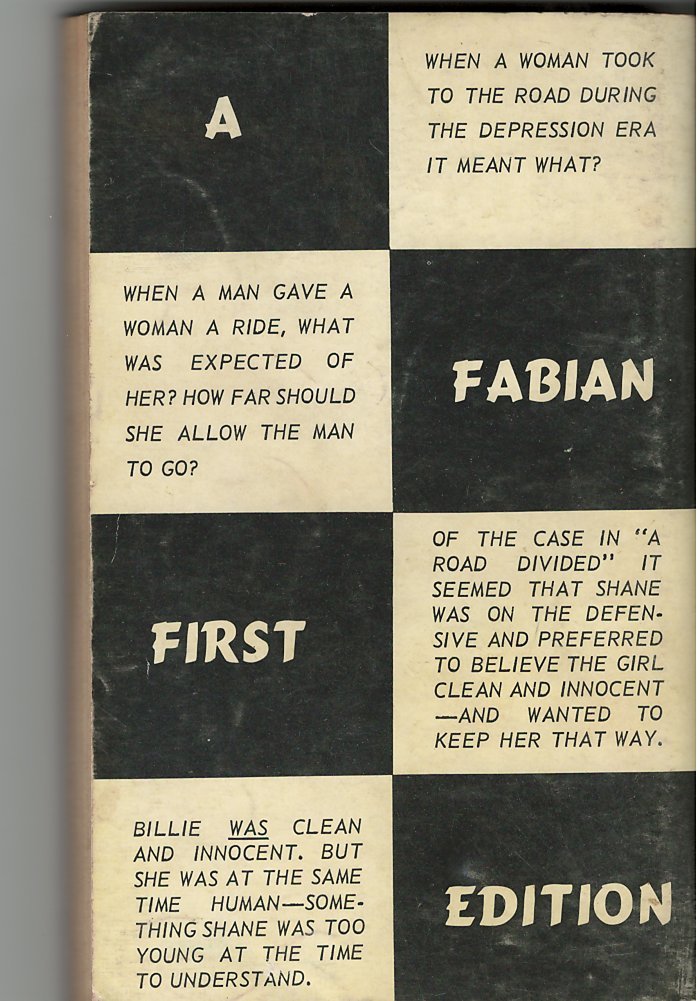 A
WHEN A WOMAN TOOK
TO THE ROAD DURING
THE DEPRESSION ERA
IT MEANT WHAT?
WHEN A MAN GAVE A
WOMAN A RIDE, WHAT
WAS EXPECTED OF
HER? HOW FAR SHOULD
SHE ALLOW THE MAN
TO GO?
FABIAN
FIRST
OF THE CASE IN "A
ROAD DIVIDED" IT
SEEMED THAT SHANE
WAS ON THE DEFEN-
SIVE AND PREFERRED
TO BELIEVE THE GIRL
CLEAN AND INNOCENT
—AND WANTED TO
KEEP HER THAT WAY.
BILLIE WAS CLEAN
AND INNOCENT. BUT
SHE WAS AT THE SAME
TIME HUMAN—SOME-
THING SHANE WAS TOO
YOUNG AT THE TIME
TO UNDERSTAND.
EDITION